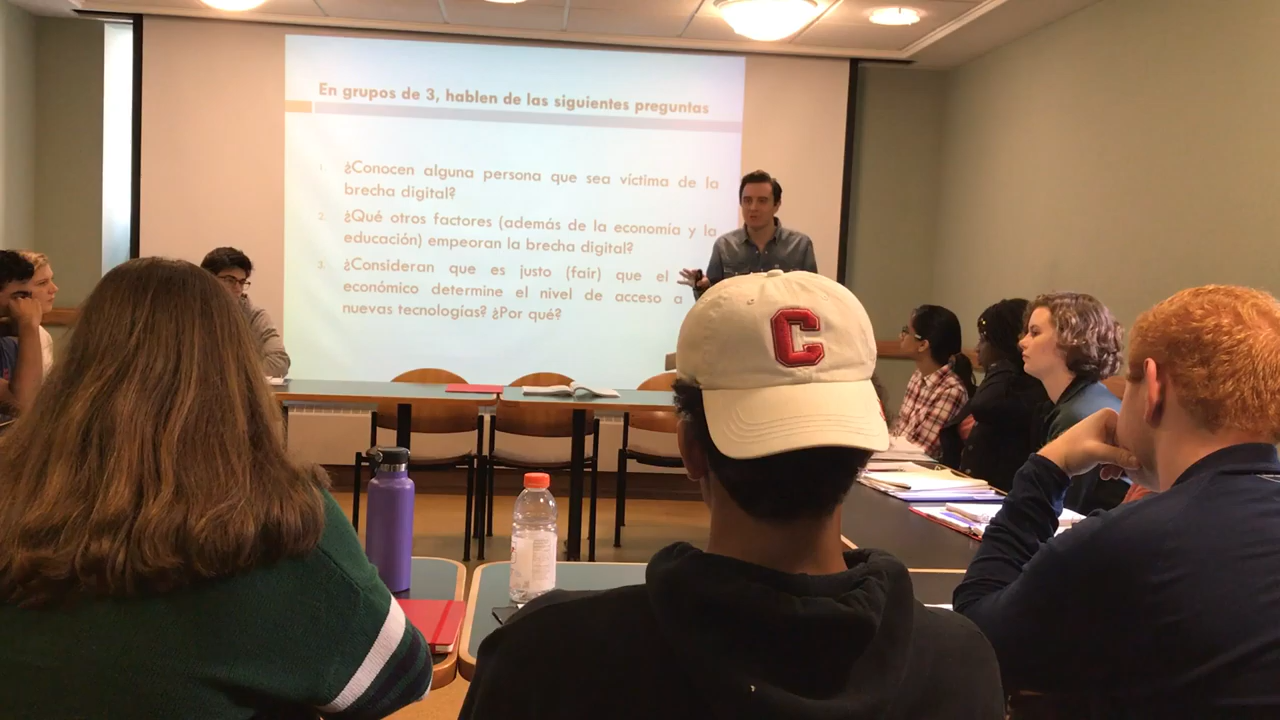 En grupos de 3, hablen de las siguientes preguntas
1. ¿Conocen alguna persona que sea víctima de la
brecha digital?
2. ¿Qué otros factores (además de la economía y la
educación) empeoran la brecha digital?
3. ¿Consideran que es justo (fair) que el
económico determine el nivel de acceso a
nuevas tecnologías? ¿Por qué?
C